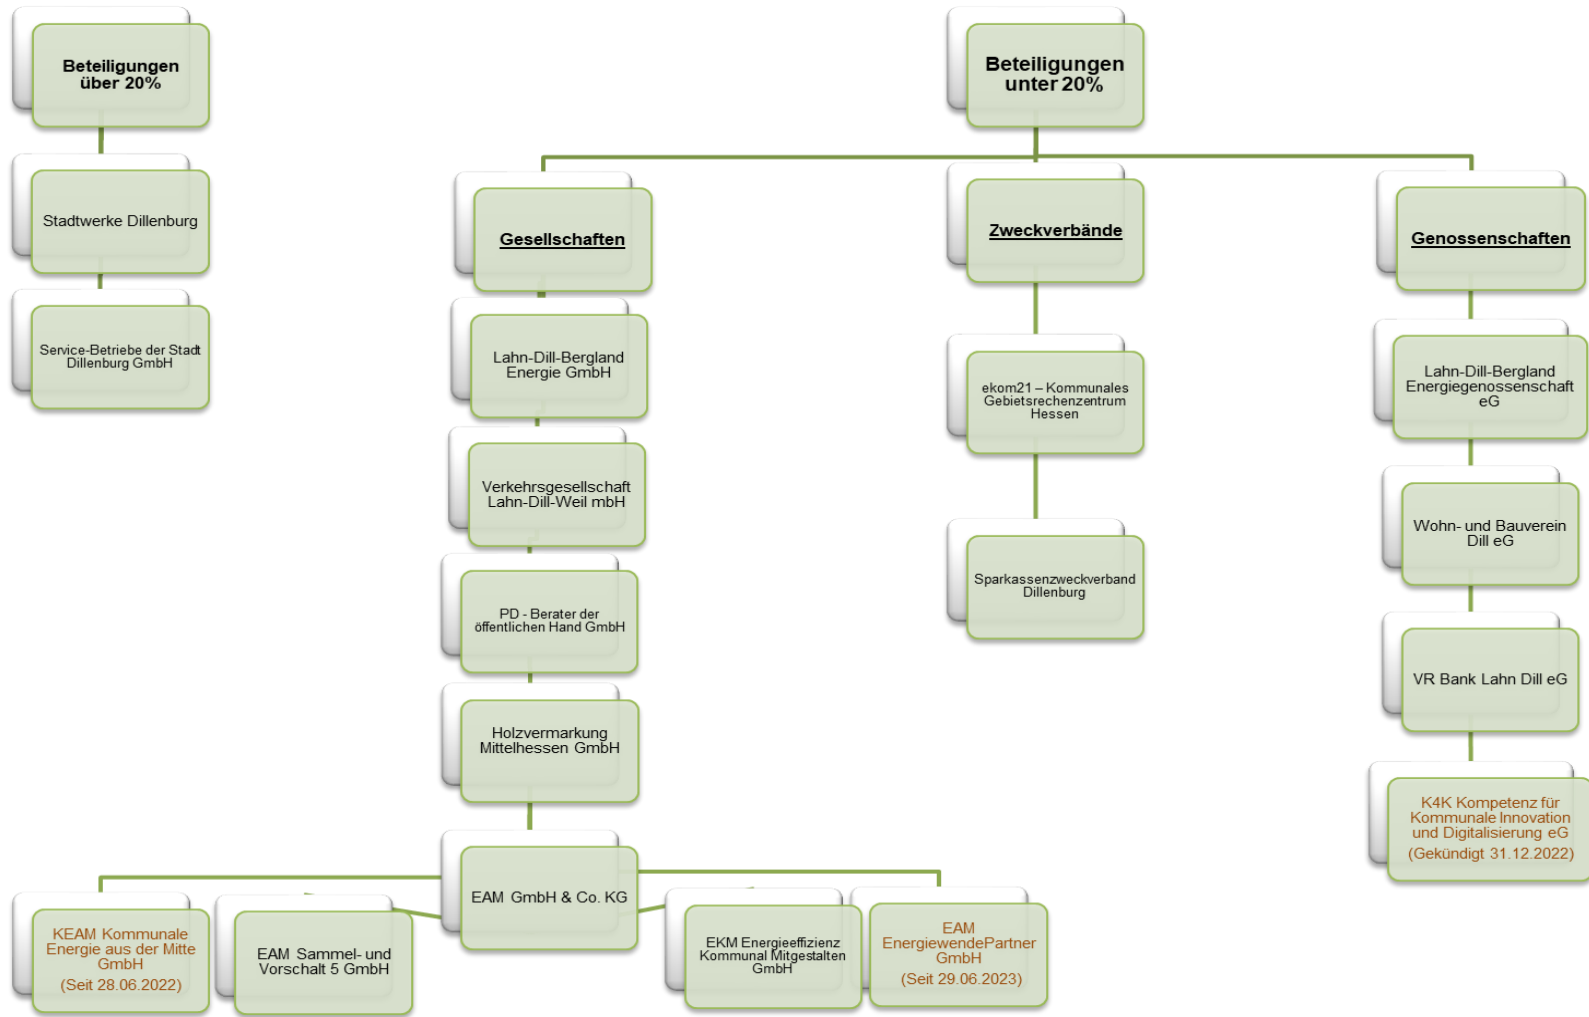 Beteiligungen
über 20%
Stadtwerke Dillenburg
Service-Betriebe der Stadt
Dillenburg GmbH
Beteiligungen
unter 20%
Gesellschaften
Lahn-Dill-Bergland
Energie GmbH
Verkehrsgesellschaft
Lahn-Dill-Weil mbH
PD - Berater der
öffentlichen Hand GmbH
Holzvermarkung
Mittelhessen GmbH
EAM GmbH & Co. KG
KEAM Kommunale
Energie aus der Mitte
GmbH
(Seit 28.06.2022)
EAM Sammel- und
Vorschalt 5 GmbH
EKM Energieeffizienz
Kommunal Mitgestalten
GmbH
EAM
EnergiewendePartner
GmbH
(Seit 29.06.2023)
Zweckverbände
ekom21 – Kommunales
Gebietsrechenzentrum
Hessen
Sparkassenzweckverband
Dillenburg
Genossenschaften
Lahn-Dill-Bergland
Energiegenossenschaft
eG
Wohn- und Bauverein
Dill eG
VR Bank Lahn Dill eG
K4K Kompetenz für
Kommunale Innovation
und Digitalisierung eG
(Gekündigt 31.12.2022)